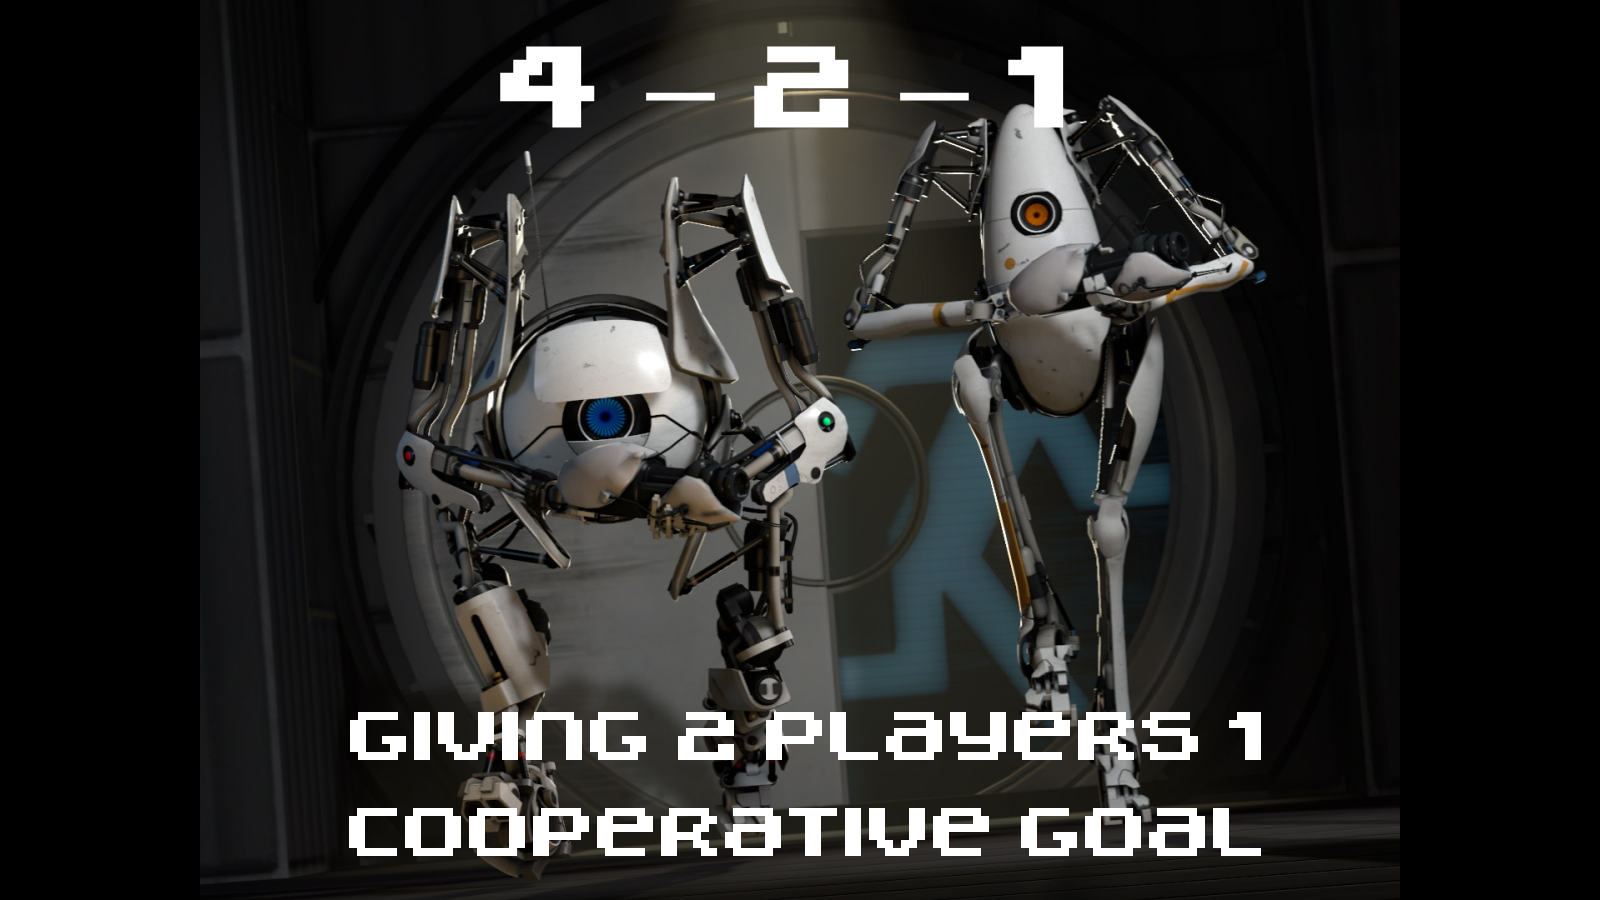 4 - 2 - 1
GIVING 2 PLAYERS 1
COOPERATIVE GOAL